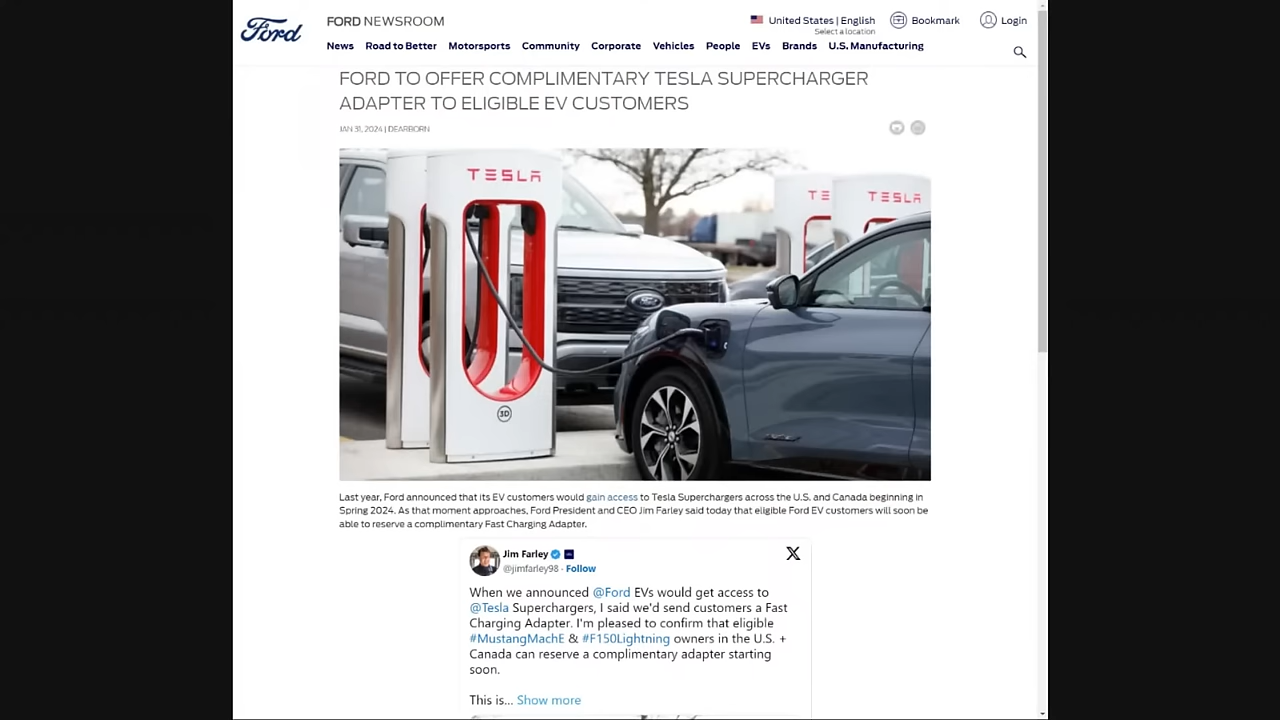 Ford
FORD NEWSROOM
United States | English
Select a location
Bookmark
Login
News Road to Better Motorsports Community Corporate Vehicles People EVs Brands U.S. Manufacturing
FORD TO OFFER COMPLIMENTARY TESLA SUPERCHARGER
ADAPTER TO ELIGIBLE EV CUSTOMERS
JAN 31, 2024 | DEARBORN
TESLA
TE
TESLA
3D
Last year, Ford announced that its EV customers would gain access to Tesla Superchargers across the U.S. and Canada beginning in
Spring 2024. As that moment approaches, Ford President and CEO Jim Farley said today that eligible Ford EV customers will soon be
able to reserve a complimentary Fast Charging Adapter.
Jim Farley
@jimfarley98 · Follow
X
When we announced @Ford EVs would get access to
@Tesla Superchargers, I said we'd send customers a Fast
Charging Adapter. I'm pleased to confirm that eligible
#MustangMachE & #F150Lightning owners in the U.S. +
Canada can reserve a complimentary adapter starting
soon.
This is... Show more